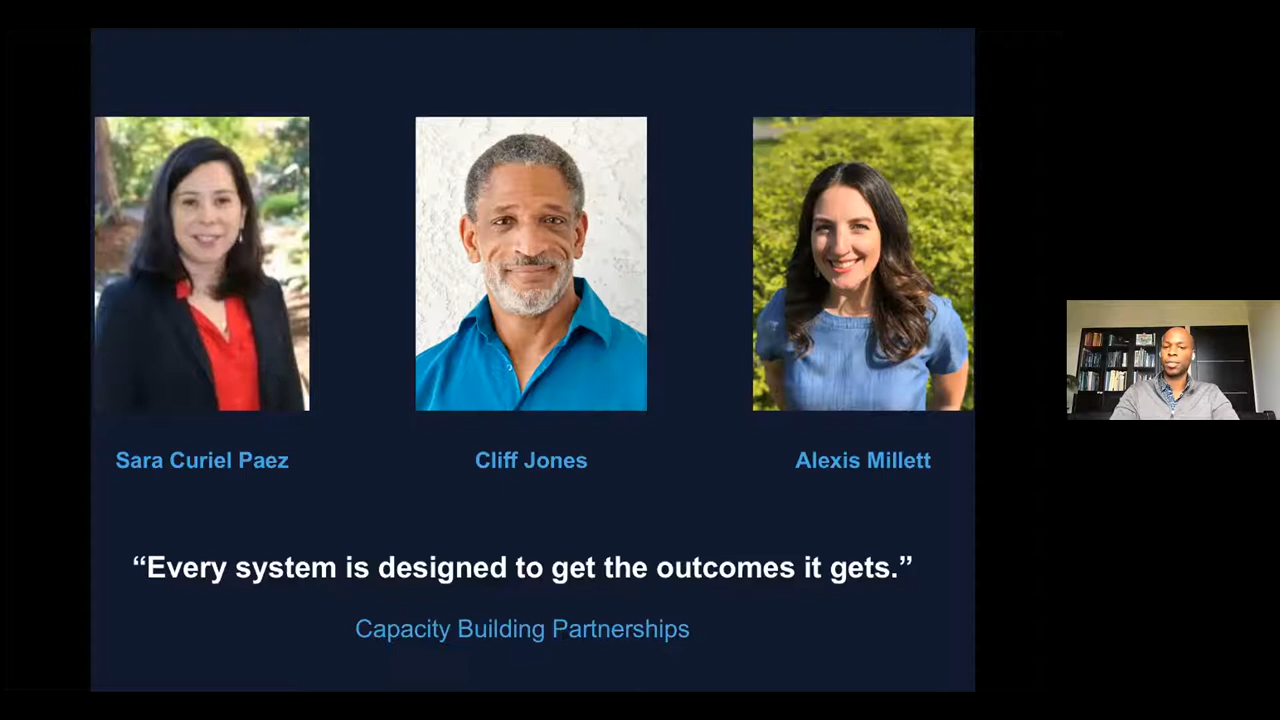 Sara Curiel Paez
Cliff Jones
Alexis Millett
“Every system is designed to get the outcomes it gets.”
Capacity Building Partnerships